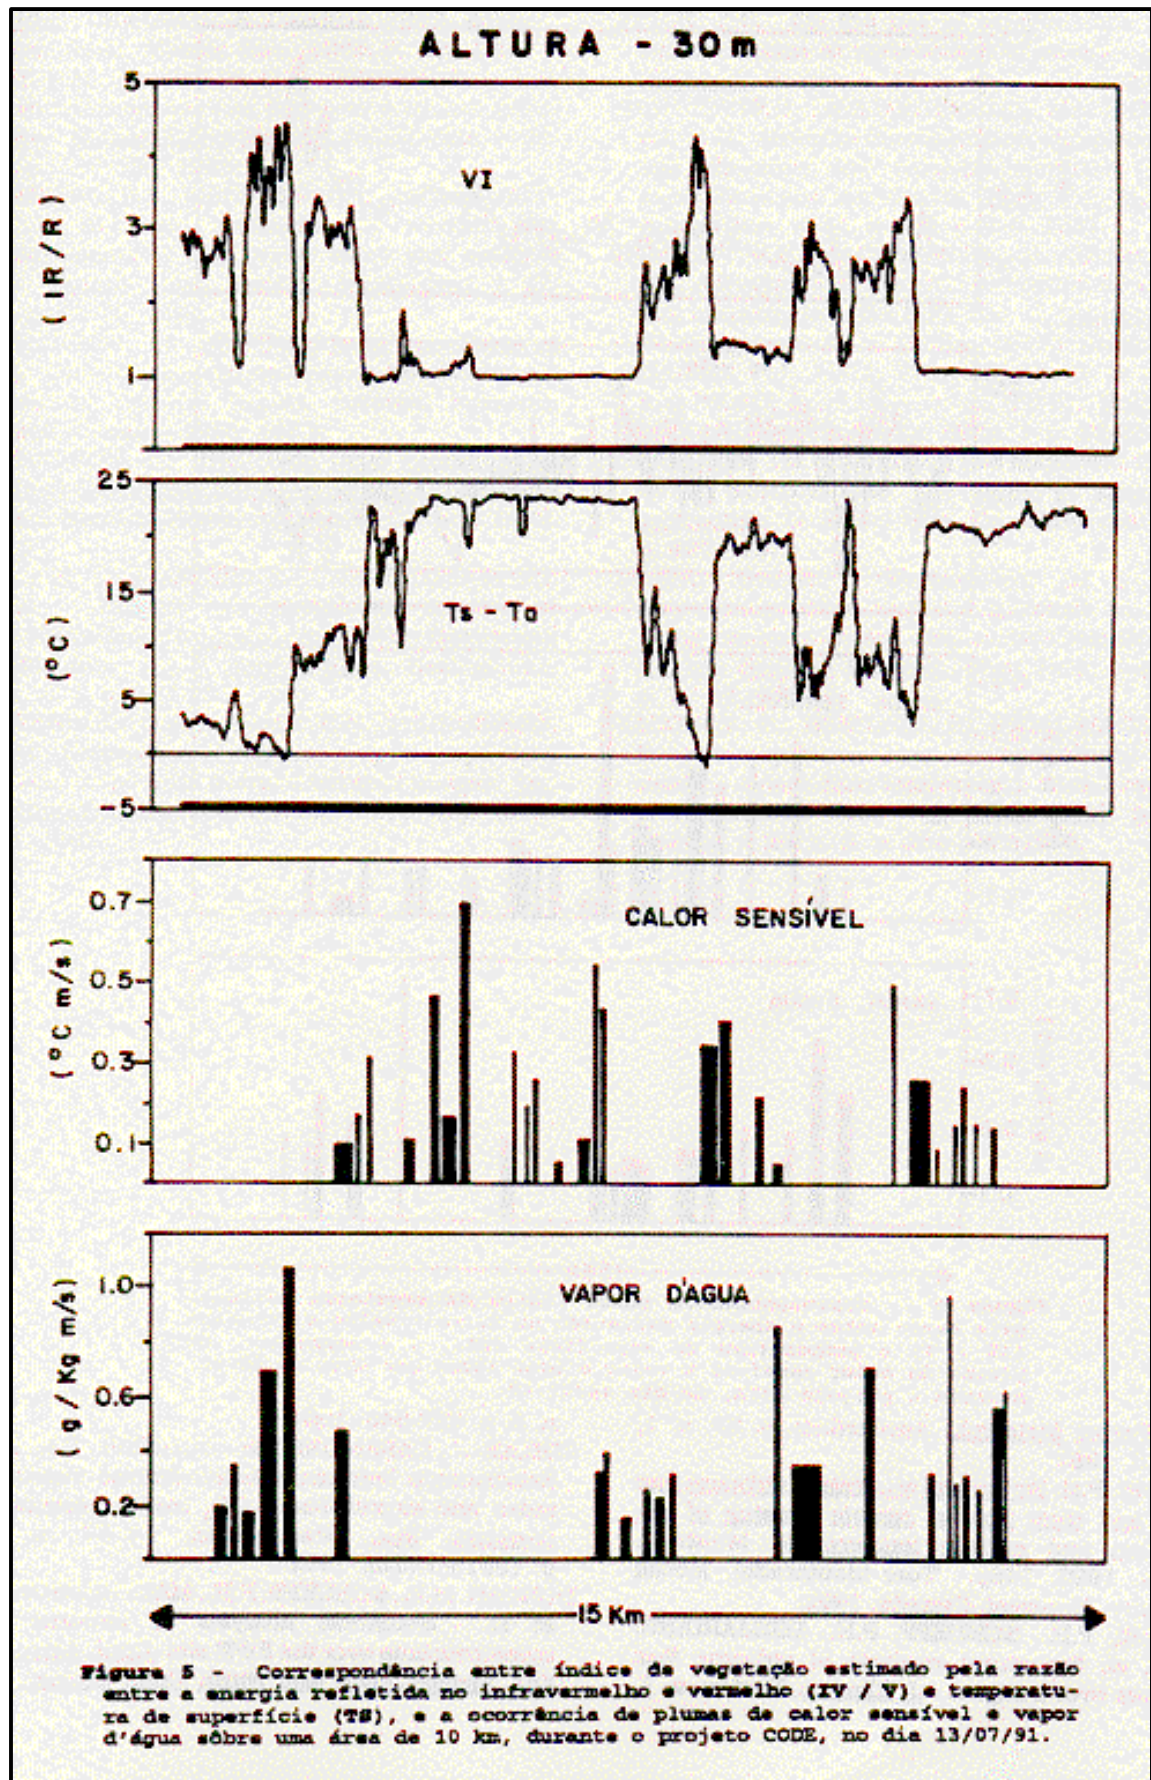 ALTURA - 30m
5
3
1
(IR/R)
VI
25
15
5
-5
(°C)
Ts - Ta
0.7
0.5
0.3
0.1
(°C m/s)
CALOR SENSÍVEL
1.0
0.6
0.2
(g/Kg m/s)
VAPOR D'AGUA
15 Km
Figura 5 - Correspondância entre índice de vegetação estimado pela razão
entre a energia refletida no infravermelho e vermelho (IV / V) e temperatu-
ra de superfície (TS), e a ocorrência de plumas de calor sensível e vapor
d'água sôbre uma área de 10 km, durante o projeto CODE, no dia 13/07/91.